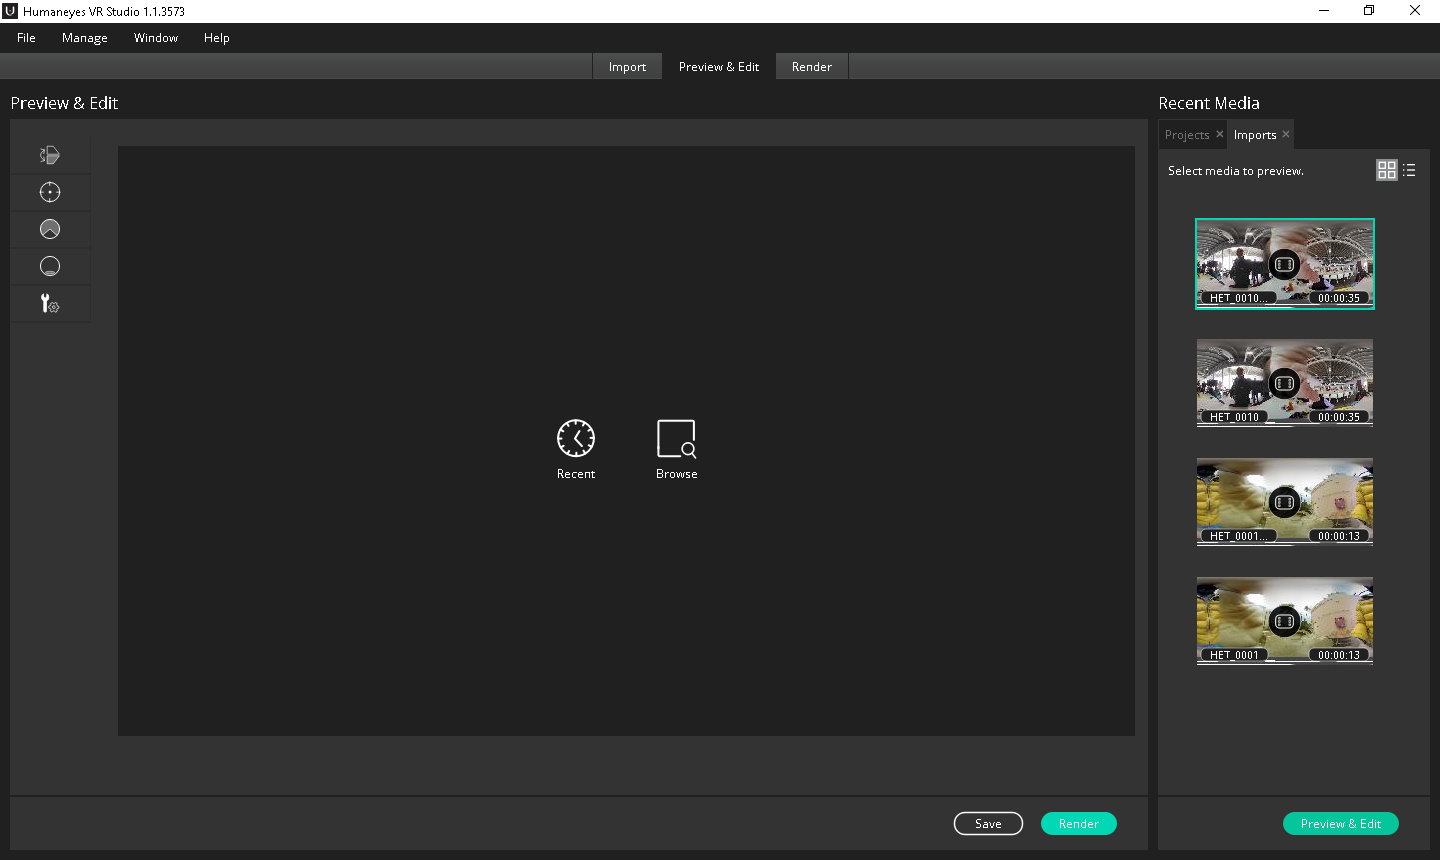 Humaneyes VR Studio 1.1.3573
File Manage Window Help
Import Preview & Edit Render
Preview & Edit
Recent Media
Projects Imports
Select media to preview.
HET_0010... 00:00:35
HET_0010 00:00:35
Recent Browse
HET_0001... 00:00:13
HET_0001 00:00:13
Save Render
Preview & Edit